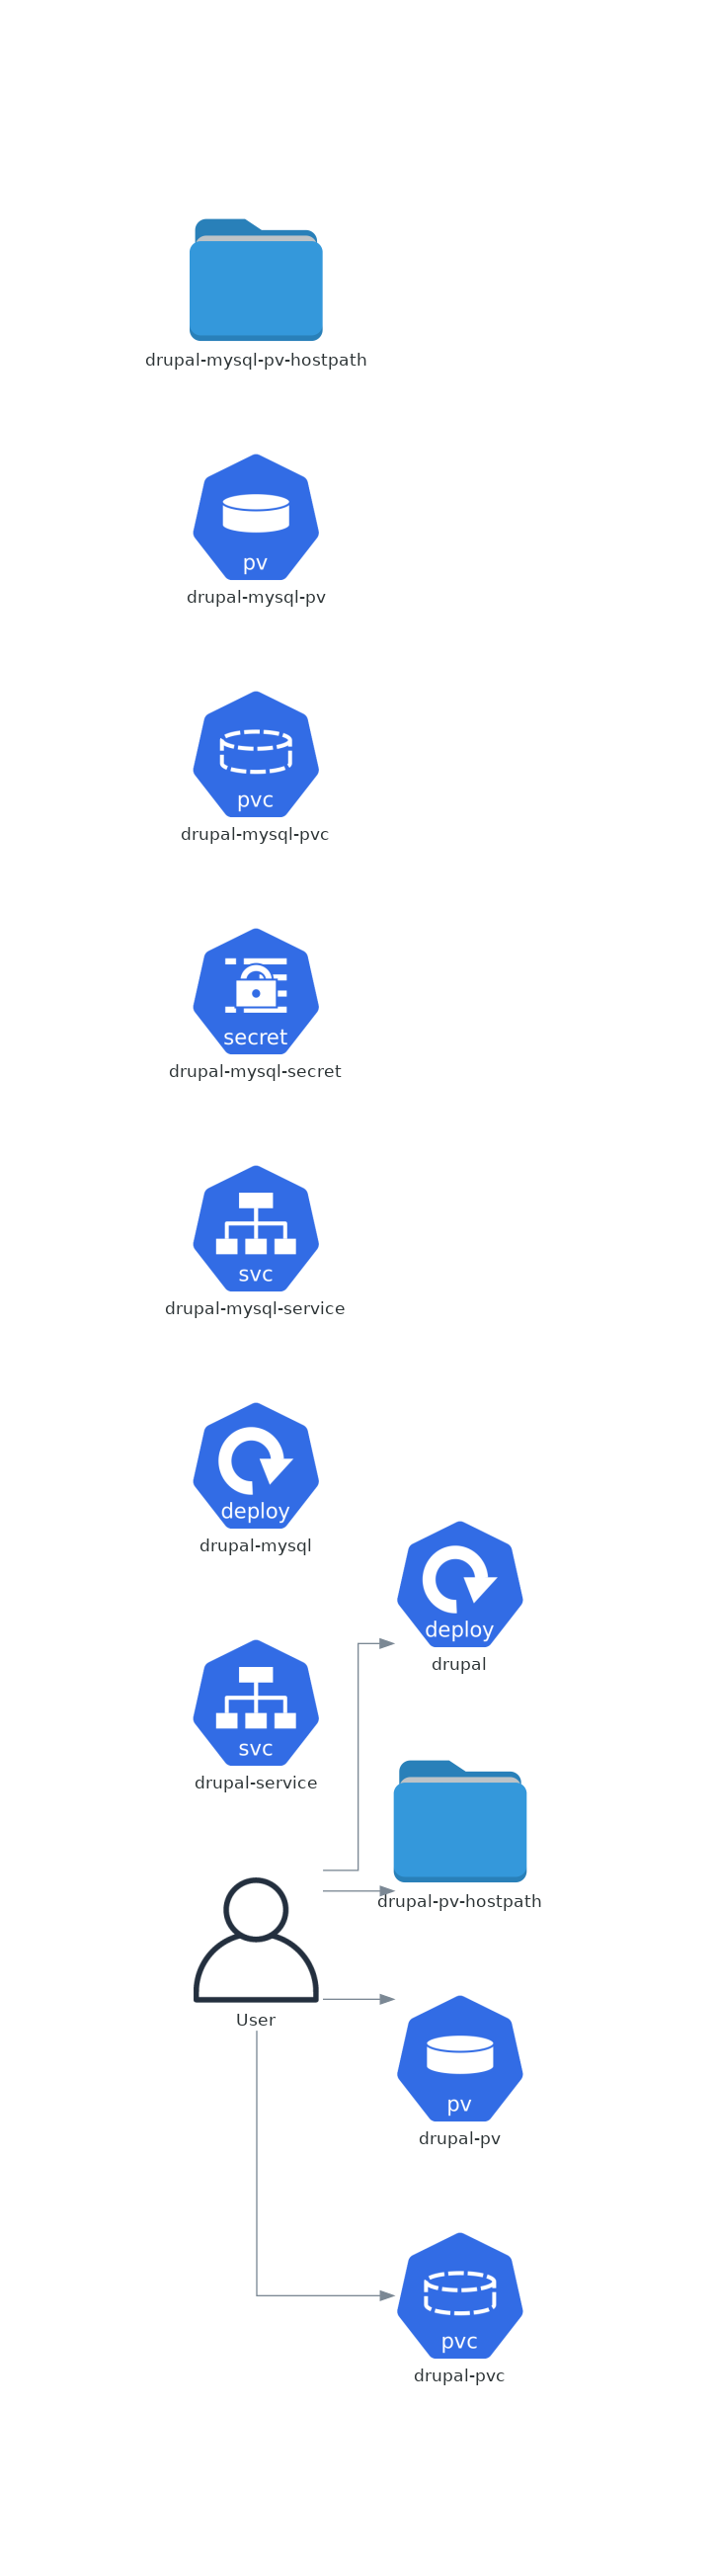 drupal-mysql-pv-hostpath
pv
drupal-mysql-pv
pvc
drupal-mysql-pvc
secret
drupal-mysql-secret
svc
drupal-mysql-service
deploy
drupal-mysql
deploy
drupal
svc
drupal-service
drupal-pv-hostpath
User
pv
drupal-pv
pvc
drupal-pvc